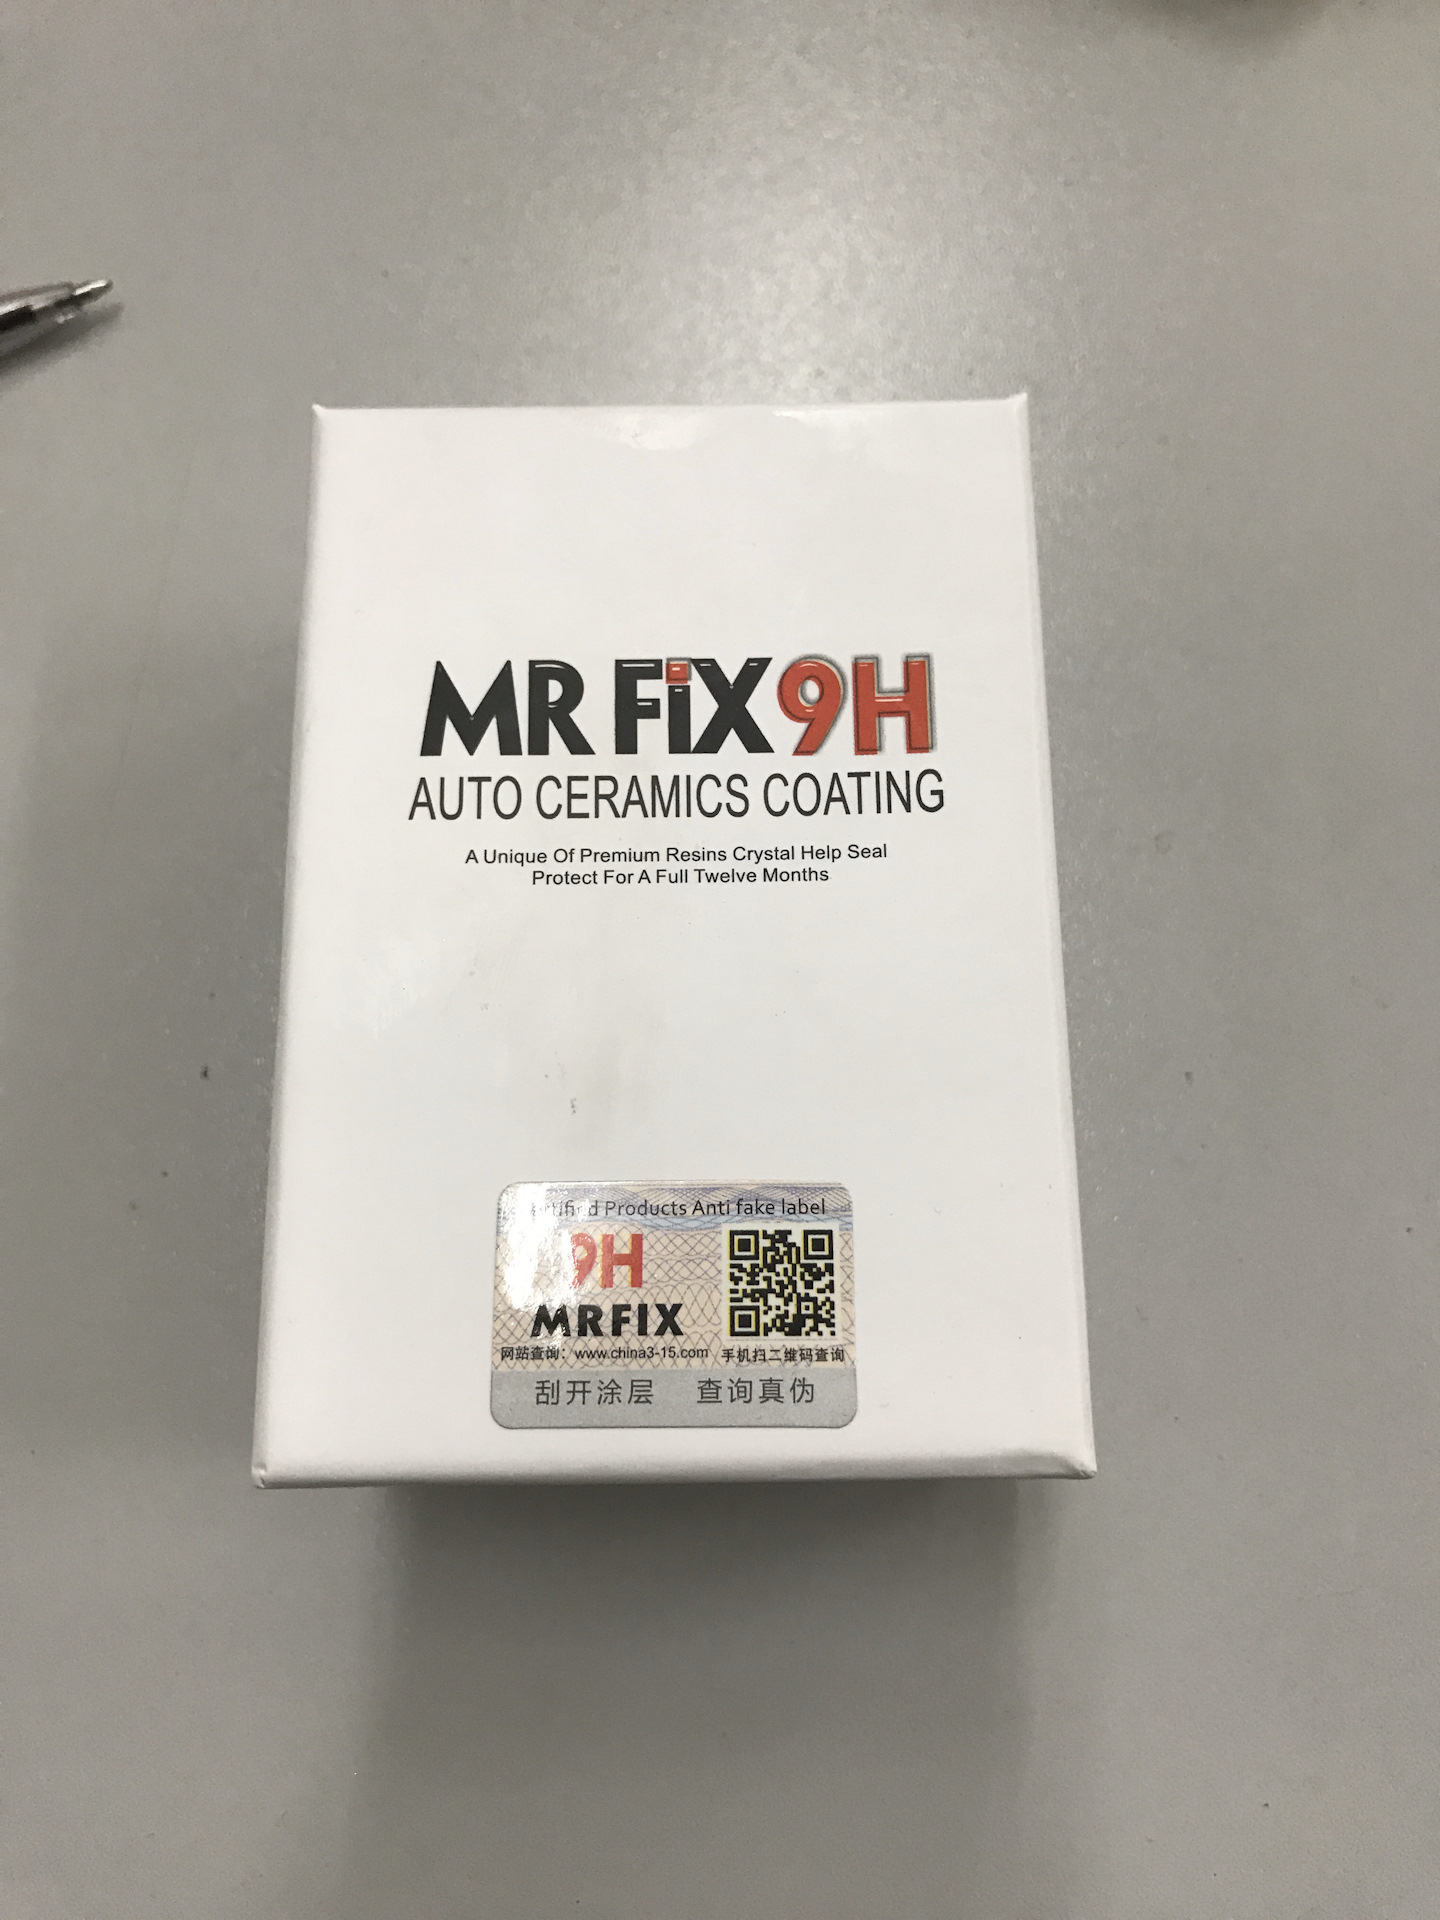 MR FiX 9H
AUTO CERAMICS COATING
A Unique Of Premium Resins Crystal Help Seal
Protect For A Full Twelve Months
Products Anti fake label
9H
MRFIX
网站查询：www.china3-15.com 手机扫二维码查询
刮开涂层 查询真伪